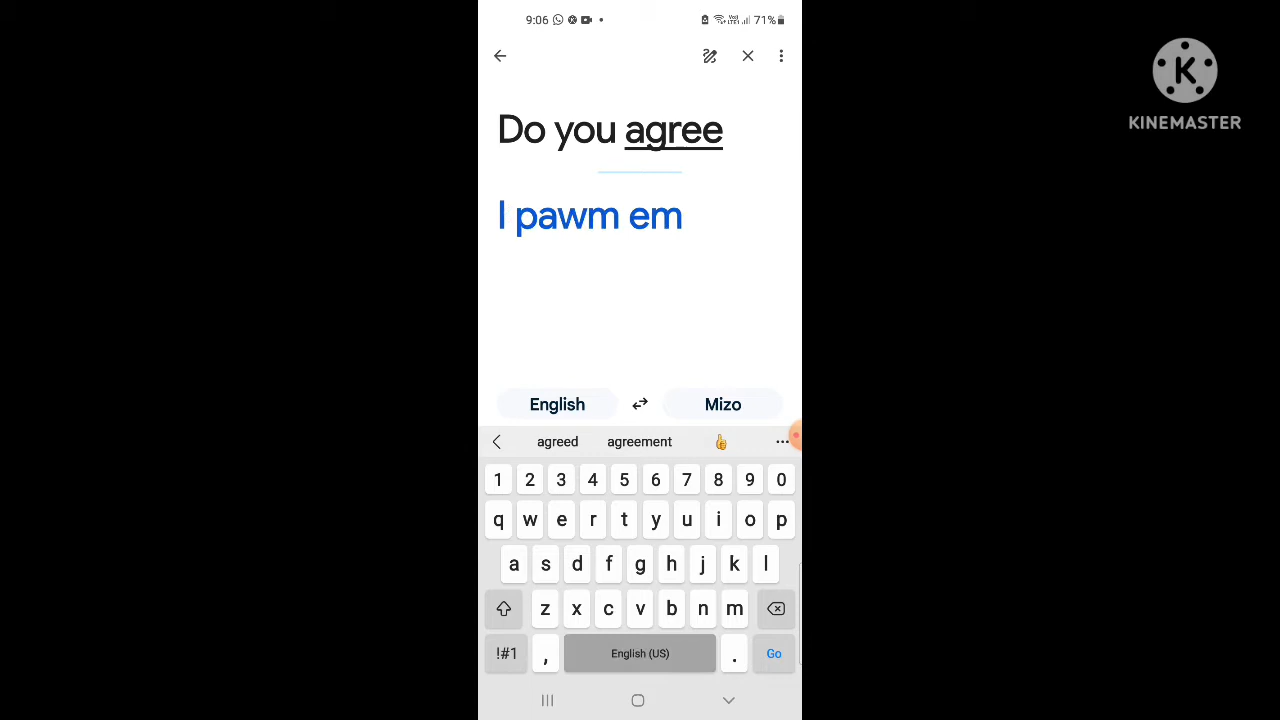 9:06 71%
KINEMASTER
Do you agree
I pawm em
English Mizo
agreed agreement
1 2 3 4 5 6 7 8 9 0
q w e r t y u i o p
a s d f g h j k l
z x c v b n m
!#1 , English (US) . Go